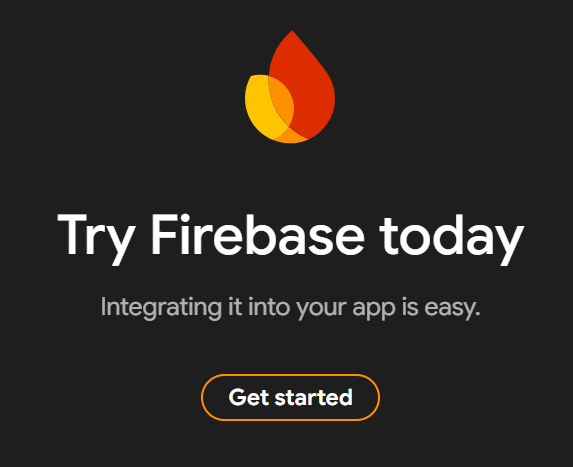 Try Firebase today
Integrating it into your app is easy.
Get started